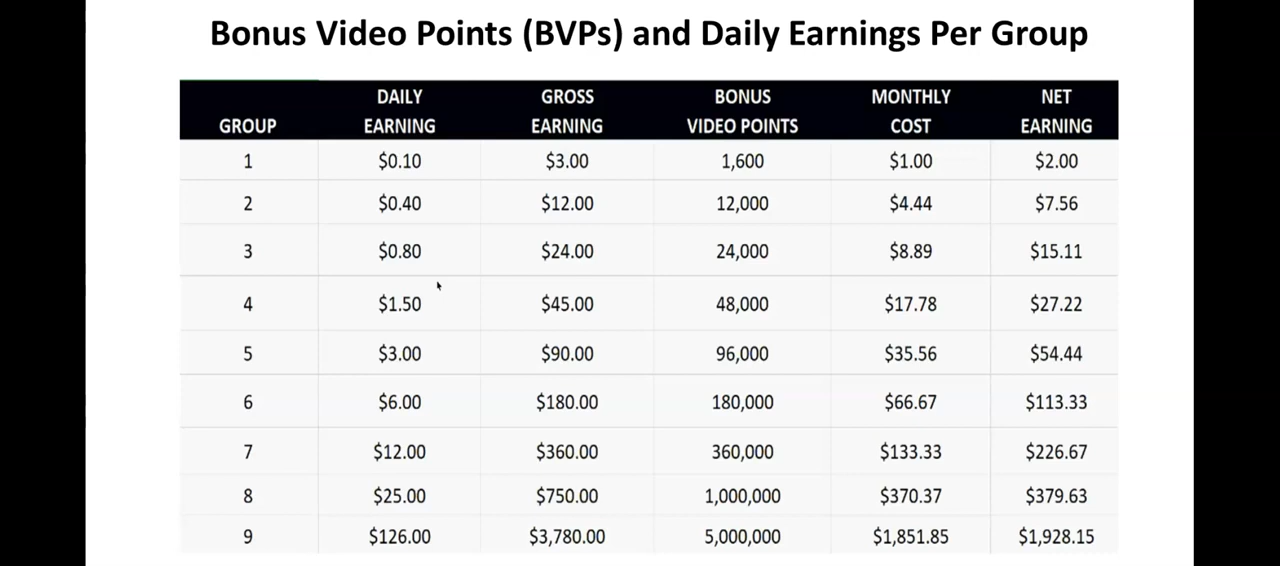 Bonus Video Points (BVPs) and Daily Earnings Per Group
GROUP DAILY EARNING GROSS EARNING BONUS VIDEO POINTS MONTHLY COST NET EARNING
1 $0.10 $3.00 1,600 $1.00 $2.00
2 $0.40 $12.00 12,000 $4.44 $7.56
3 $0.80 $24.00 24,000 $8.89 $15.11
4 $1.50 $45.00 48,000 $17.78 $27.22
5 $3.00 $90.00 96,000 $35.56 $54.44
6 $6.00 $180.00 180,000 $66.67 $113.33
7 $12.00 $360.00 360,000 $133.33 $226.67
8 $25.00 $750.00 1,000,000 $370.37 $379.63
9 $126.00 $3,780.00 5,000,000 $1,851.85 $1,928.15